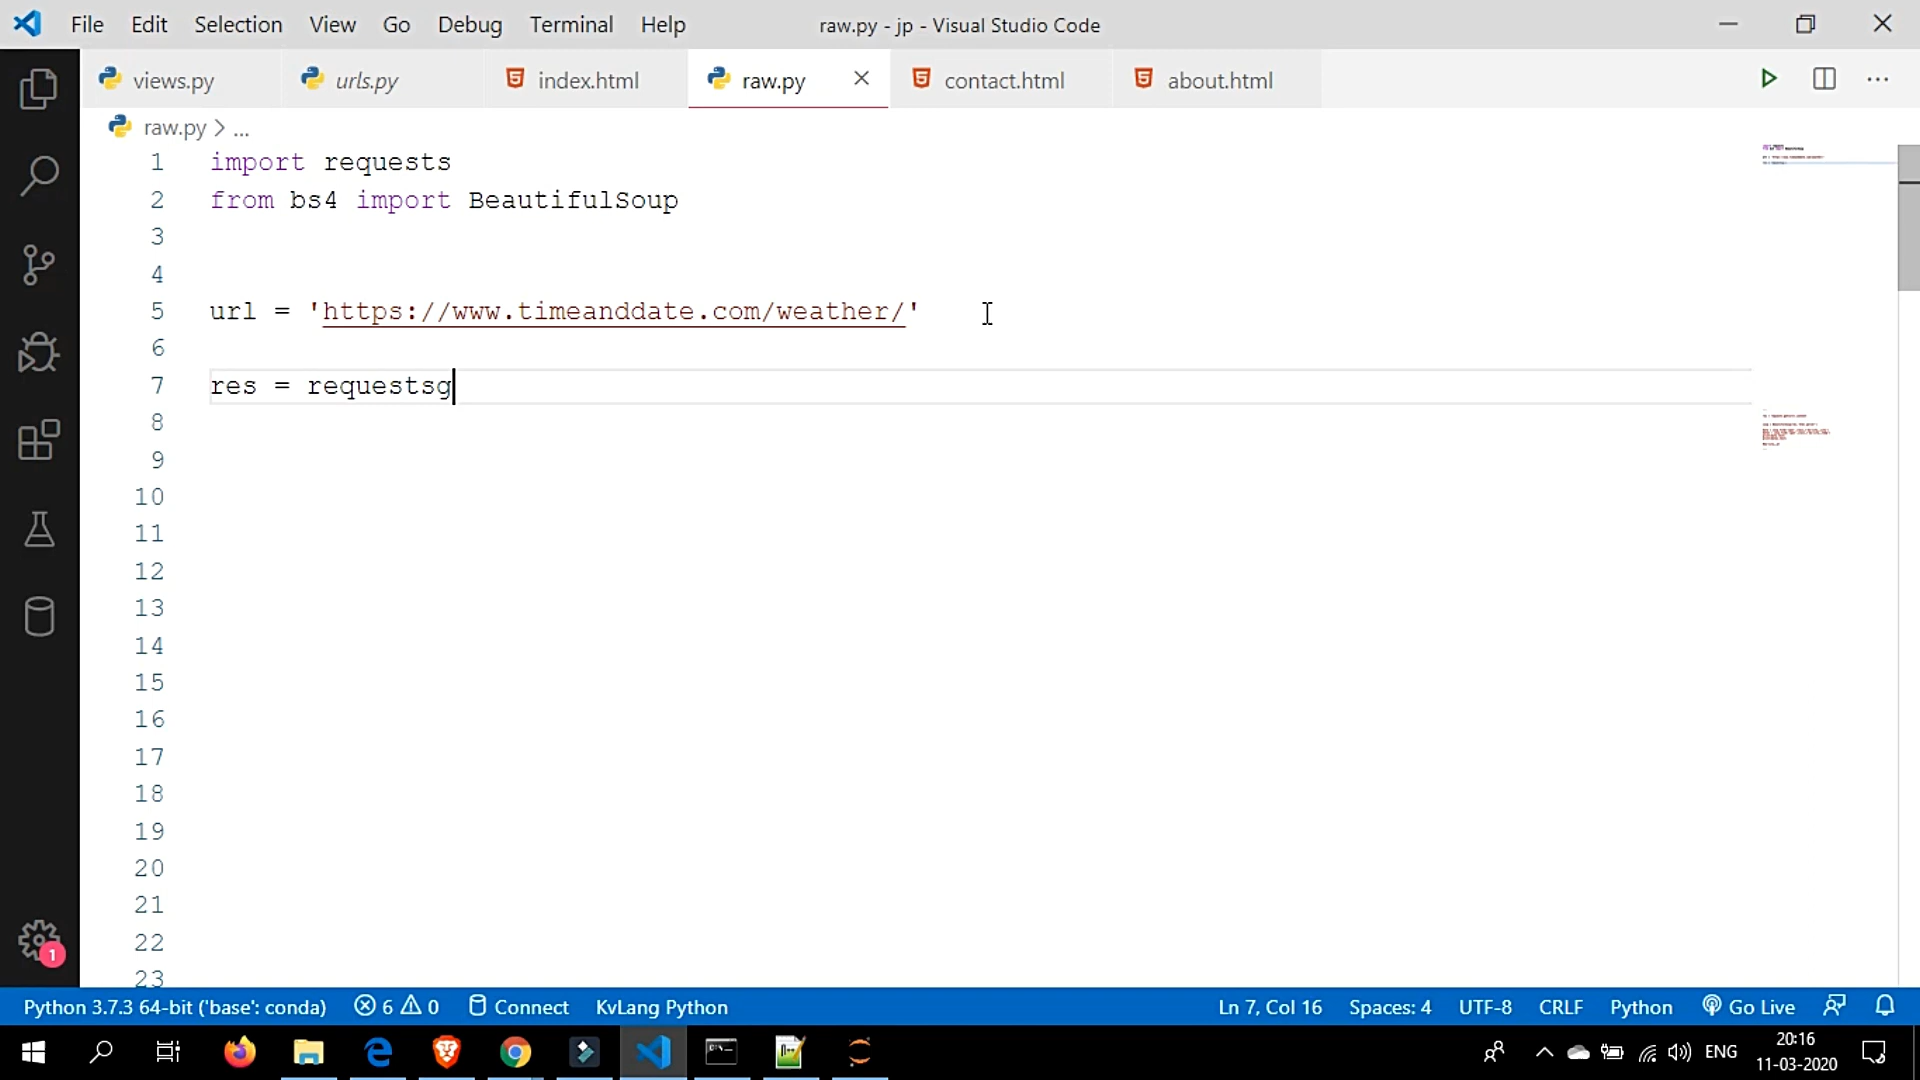 File Edit Selection View Go Debug Terminal Help raw.py - jp - Visual Studio Code
views.py urls.py index.html raw.py contact.html about.html
raw.py > ...
1 import requests
2 from bs4 import BeautifulSoup
3
4
5 url = 'https://www.timeanddate.com/weather/'
6
7 res = requestsg
8
9
10
11
12
13
14
15
16
17
18
19
20
21
22
23
1
Python 3.7.3 64-bit ('base': conda) 6 0 Connect KvLang Python Ln 7, Col 16 Spaces: 4 UTF-8 CRLF Python Go Live
ENG 20:16
11-03-2020